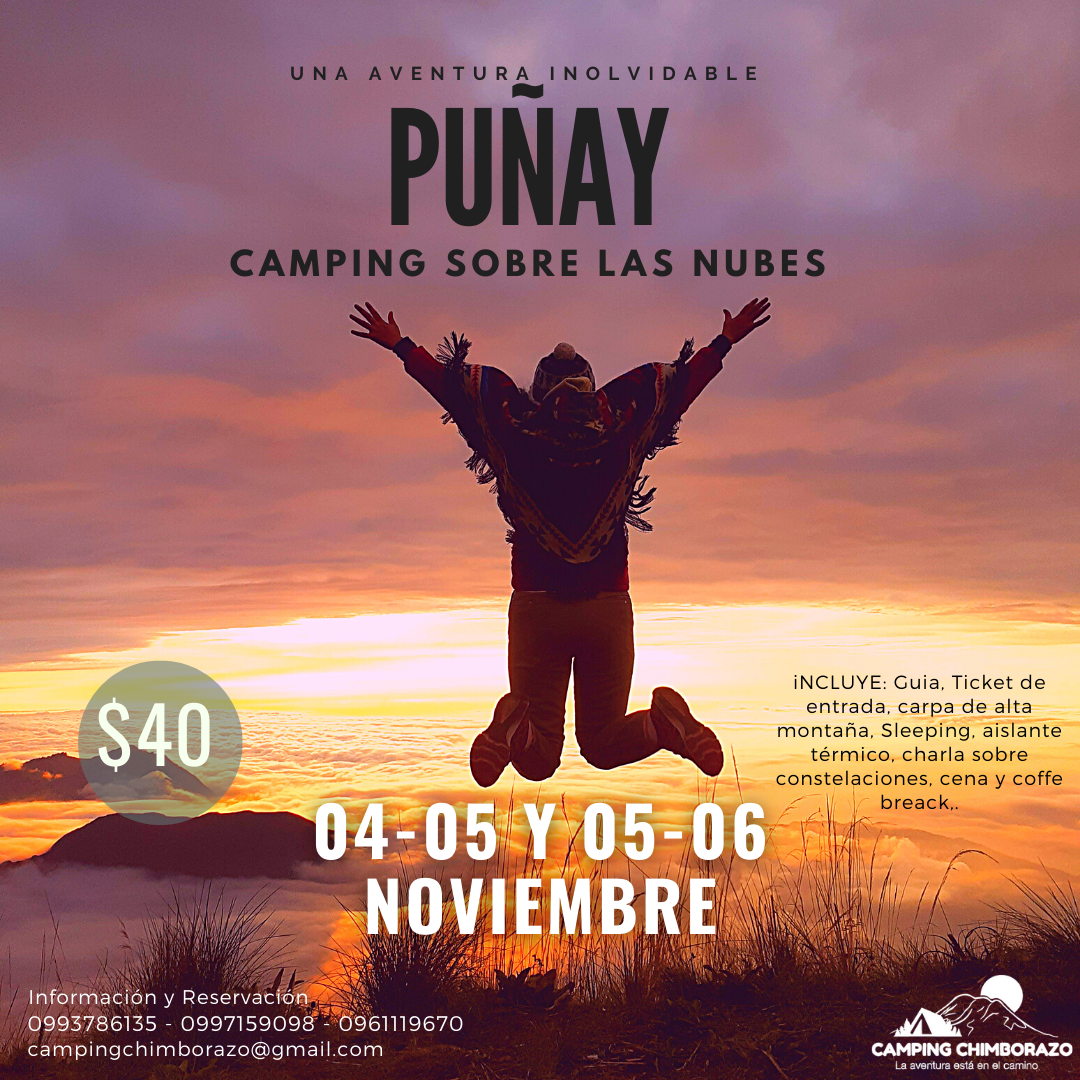 UNA AVENTURA INOLVIDABLE
PUÑAY
CAMPING SOBRE LAS NUBES
$40
iNCLUYE: Guia, Ticket de
entrada, carpa de alta
montaña, Sleeping, aislante
térmico, charla sobre
constelaciones, cena y coffe
breack,.
04-05 Y 05-06
NOVIEMBRE
Información y Reservación
0993786135 - 0997159098 - 0961119670
campingchimborazo@gmail.com
CAMPING CHIMBORAZO
La aventura está en el camino